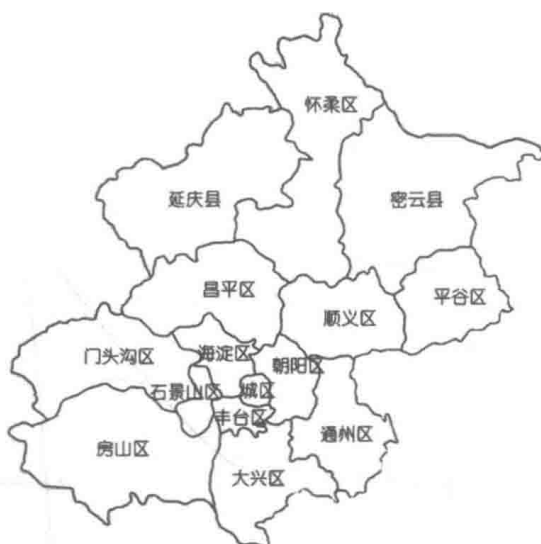 怀柔区
延庆县
密云县
昌平区
平谷区
顺义区
门头沟区
海淀区
朝阳区
石景山区
城区
丰台区
通州区
房山区
大兴区